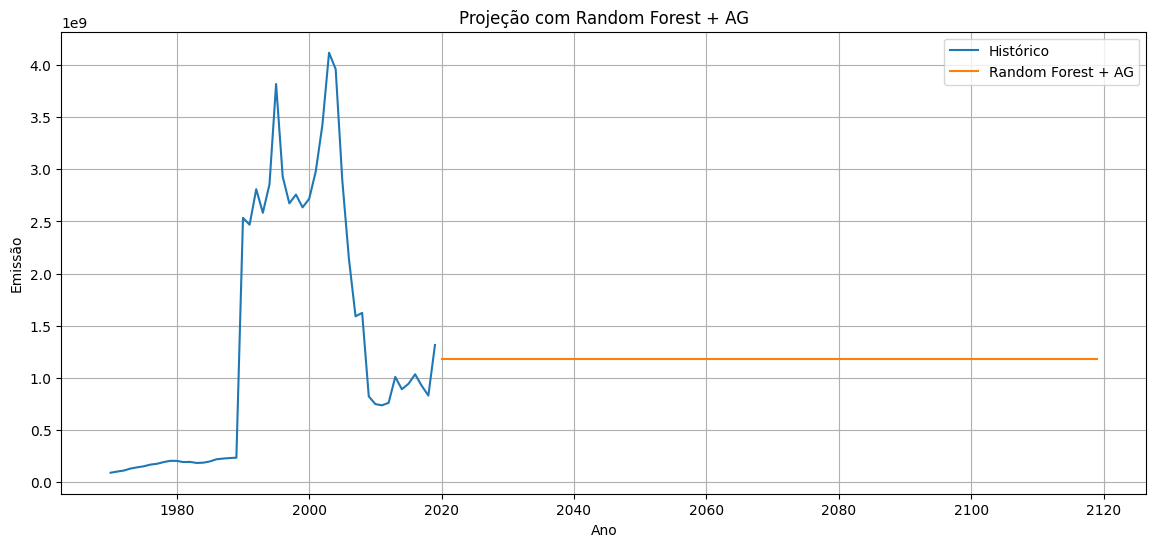 Projeção com Random Forest + AG
1e9
Histórico
Random Forest + AG
4.0
3.5
3.0
2.5
2.0
1.5
1.0
0.5
0.0
Emissão
1980 2000 2020 2040 2060 2080 2100 2120
Ano